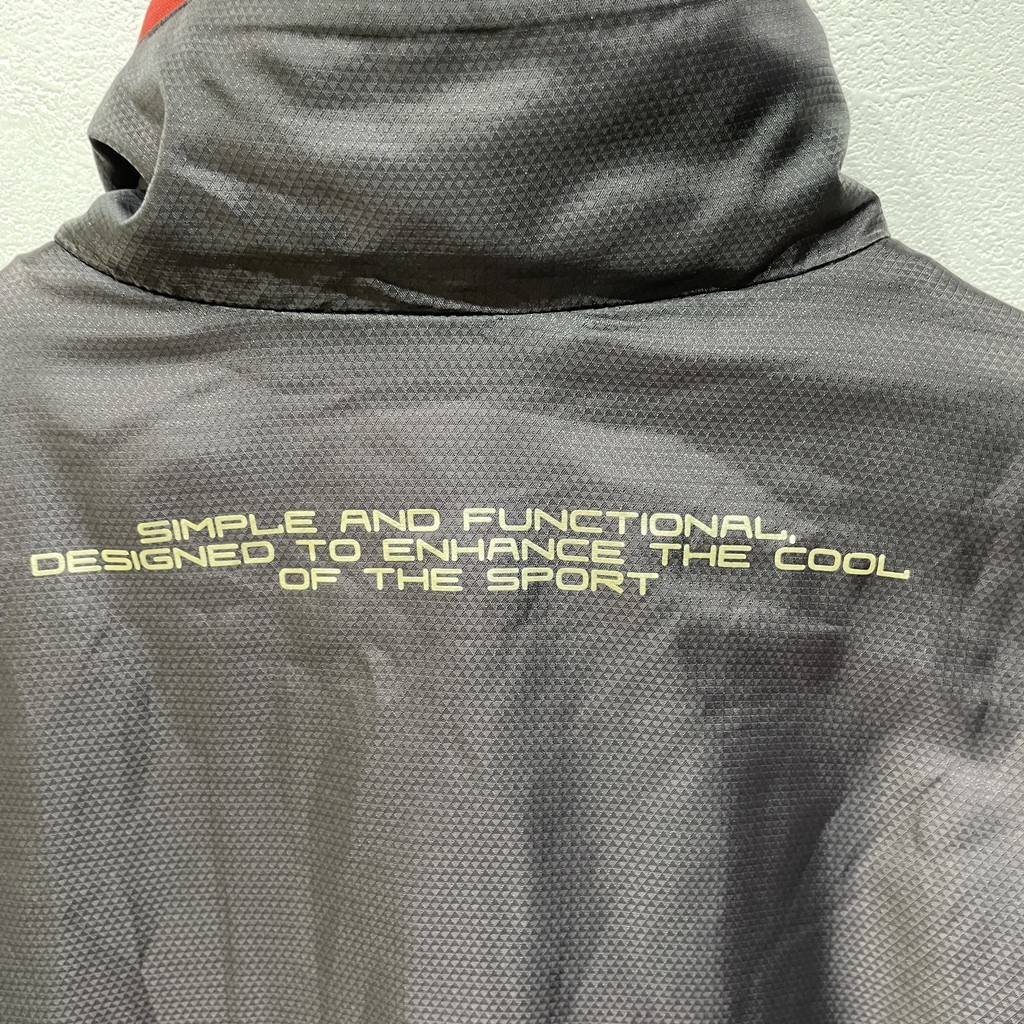 SIMPLE AND FUNCTIONAL.
DESIGNED TO ENHANCE THE COOL
OF THE SPORT